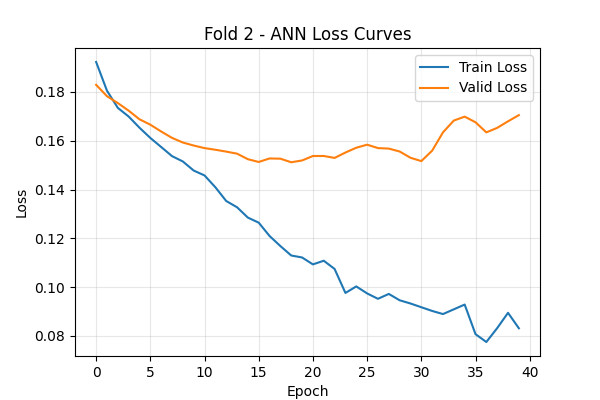 Fold 2 - ANN Loss Curves
Train Loss
Valid Loss
Loss
0.18
0.16
0.14
0.12
0.10
0.08
0 5 10 15 20 25 30 35 40
Epoch